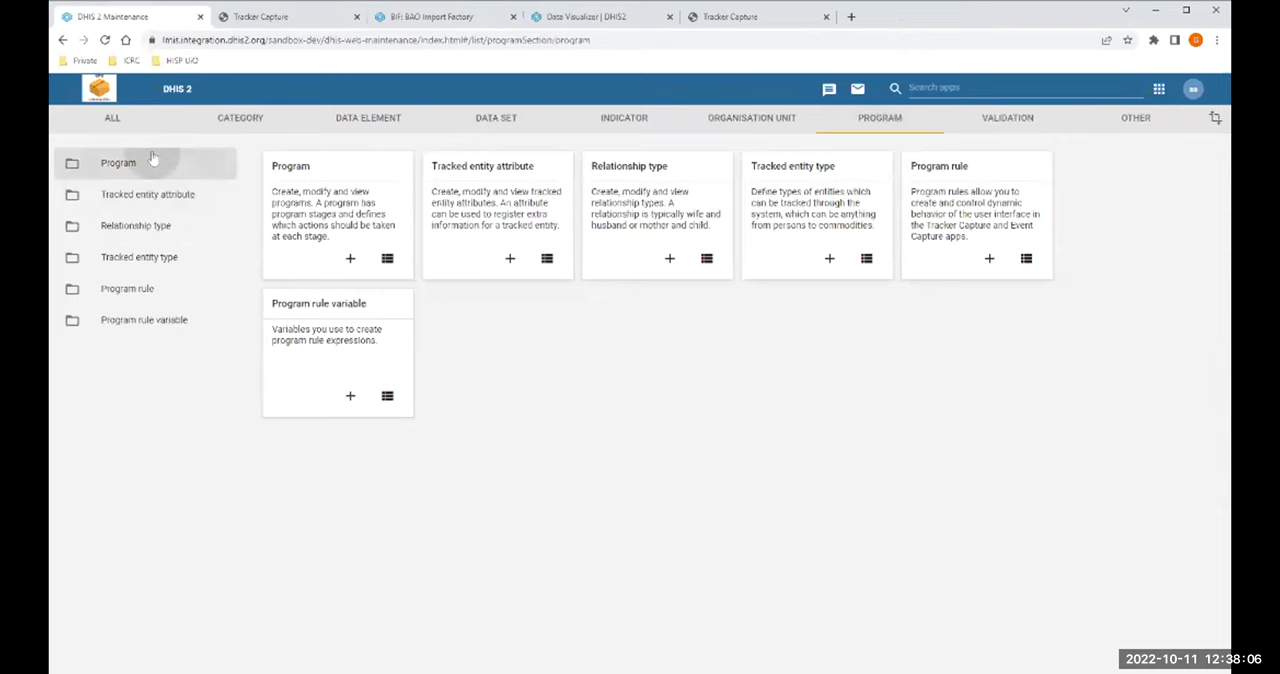 DHIS 2 Maintenance
Tracker Capture
BIF: BAO Import Factory
Data Visualizer | DHIS2
Tracker Capture
lmis.integration.dhis2.org/sandbox-dev/dhis-web-maintenance/index.html#/list/programSection/program
Private
ICRC
HISP UiO
DHIS 2
Search apps
ALL
CATEGORY
DATA ELEMENT
DATA SET
INDICATOR
ORGANISATION UNIT
PROGRAM
VALIDATION
OTHER
Program
Tracked entity attribute
Relationship type
Tracked entity type
Program rule
Program rule variable
Program
Create, modify and view
programs. A program has
program stages and defines
which actions should be taken
at each stage.
Tracked entity attribute
Create, modify and view tracked
entity attributes. An attribute
can be used to register extra
information for a tracked entity.
Relationship type
Create, modify and view
relationship types. A
relationship is typically wife and
husband or mother and child.
Tracked entity type
Define types of entities which
can be tracked through the
system, which can be anything
from persons to commodities.
Program rule
Program rules allow you to
create and control dynamic
behavior of the user interface in
the Tracker Capture and Event
Capture apps.
Program rule variable
Variables you use to create
program rule expressions.
2022-10-11 12:38:06